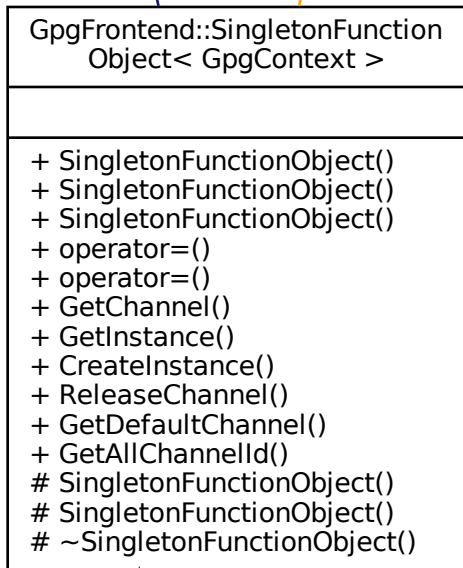 GpgFrontend::SingletonFunction
Object< GpgContext >
+ SingletonFunctionObject()
+ SingletonFunctionObject()
+ SingletonFunctionObject()
+ operator=()
+ operator=()
+ GetChannel()
+ GetInstance()
+ CreateInstance()
+ ReleaseChannel()
+ GetDefaultChannel()
+ GetAllChannelId()
# SingletonFunctionObject()
# SingletonFunctionObject()
# ~SingletonFunctionObject()